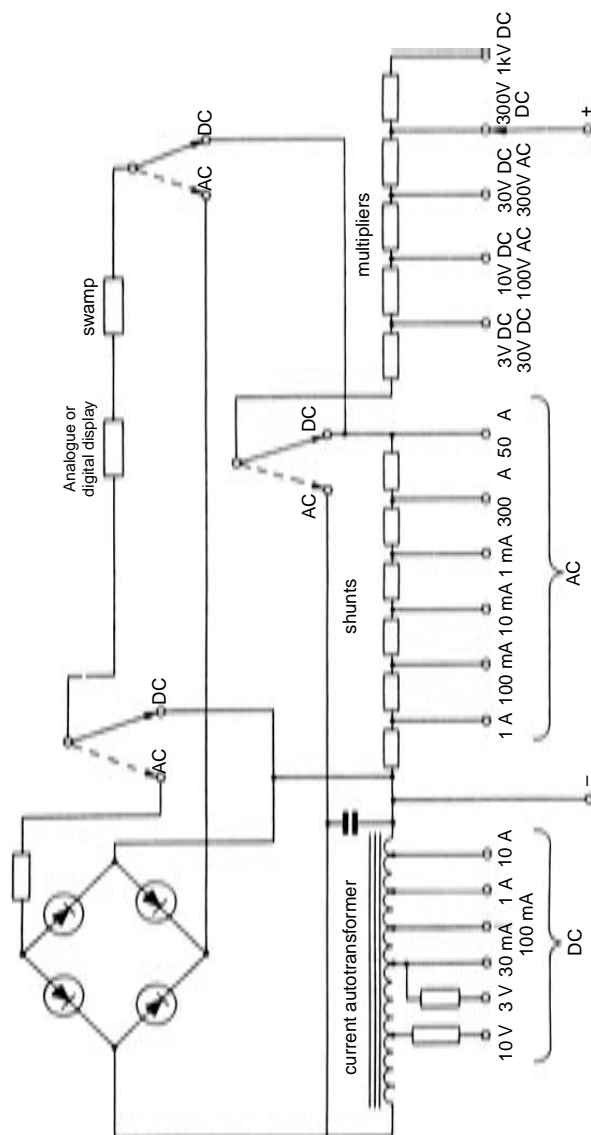 Analogue or
digital display
swamp
AC
DC
AC
DC
AC
DC
shunts
multipliers
current autotransformer
10 V
3 V
30 mA
100 mA
1 A
10 A
DC
−
1 A
100 mA
10 mA
1 mA
300 A
50 A
AC
3V DC
30V DC
10V DC
100V AC
30V DC
300V AC
300V
DC
1kV DC
+